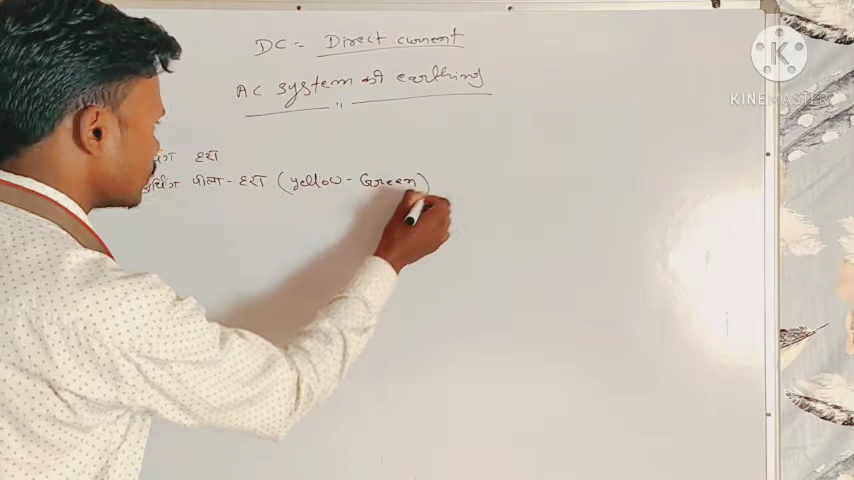 DC = Direct current
AC system की earthing
हरा
पीला - हरा (Yellow - Green)
KINEMASTER